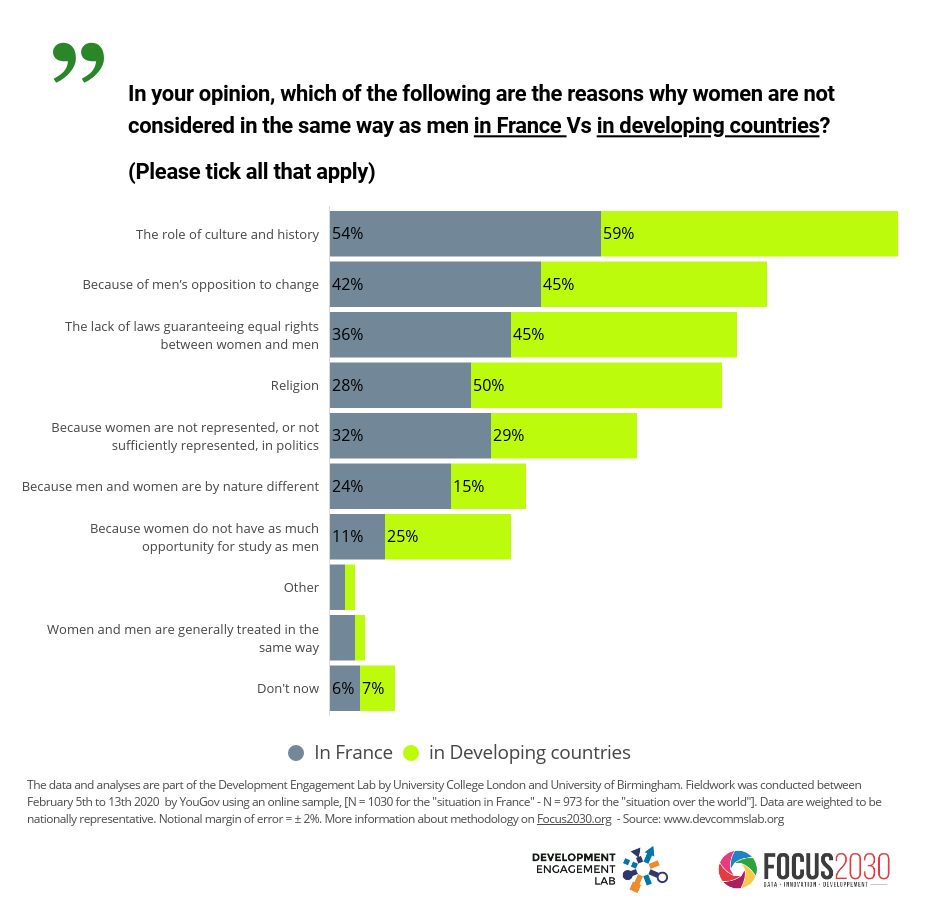 ”
In your opinion, which of the following are the reasons why women are not
considered in the same way as men in France Vs in developing countries?
(Please tick all that apply)
The role of culture and history
54%
59%
Because of men’s opposition to change
42%
45%
The lack of laws guaranteeing equal rights
between women and men
36%
45%
Religion
28%
50%
Because women are not represented, or not
sufficiently represented, in politics
32%
29%
Because men and women are by nature different
24%
15%
Because women do not have as much
opportunity for study as men
11%
25%
Other
Women and men are generally treated in the
same way
Don't now
6%
7%
In France
in Developing countries
The data and analyses are part of the Development Engagement Lab by University College London and University of Birmingham. Fieldwork was conducted between
February 5th to 13th 2020 by YouGov using an online sample, [N = 1030 for the "situation in France" - N = 973 for the "situation over the world"]. Data are weighted to be
nationally representative. Notional margin of error = ± 2%. More information about methodology on Focus2030.org - Source: www.devcommslab.org
DEVELOPMENT
ENGAGEMENT
LAB
FOCUS2030
DATA · INNOVATION · DEVELOPPEMENT